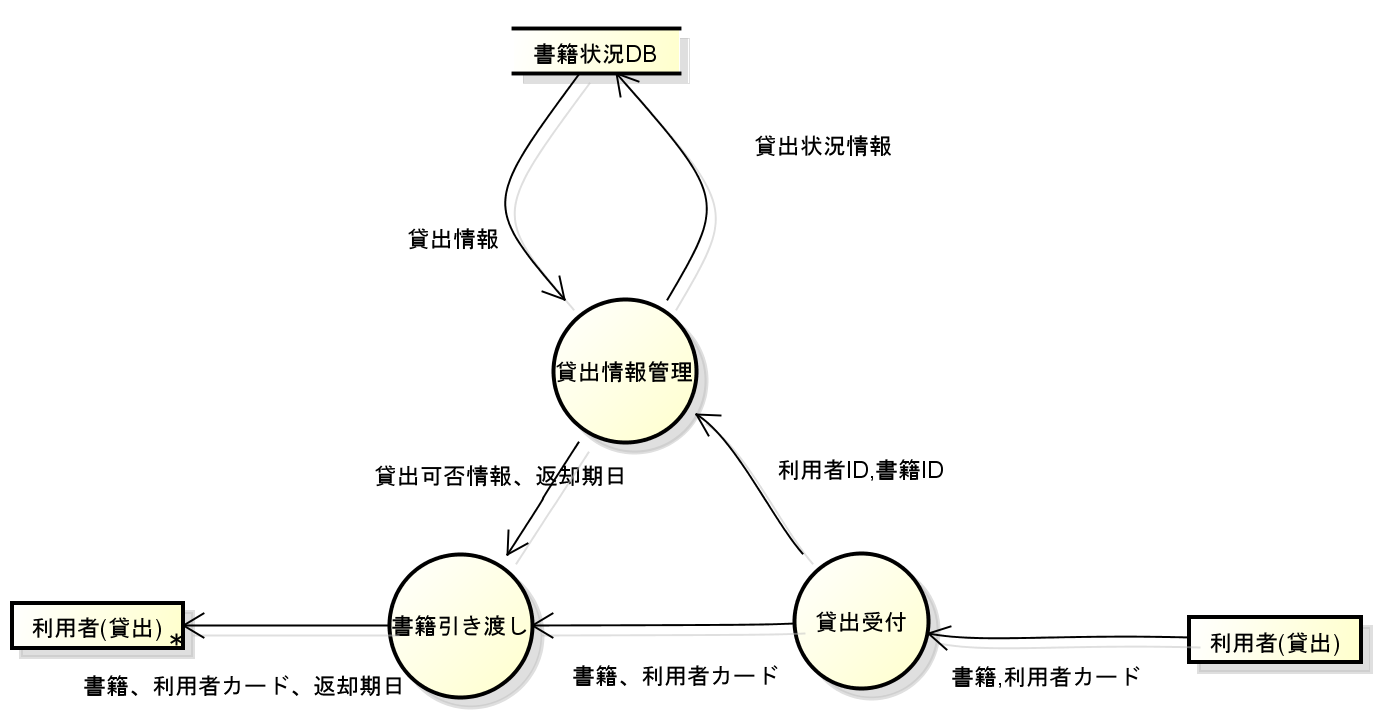 書籍状況DB
貸出状況情報
貸出情報
貸出情報管理
貸出可否情報、返却期日
利用者ID,書籍ID
利用者(貸出)
*
書籍引き渡し
貸出受付
利用者(貸出)
書籍、利用者カード、返却期日
書籍、利用者カード
書籍,利用者カード